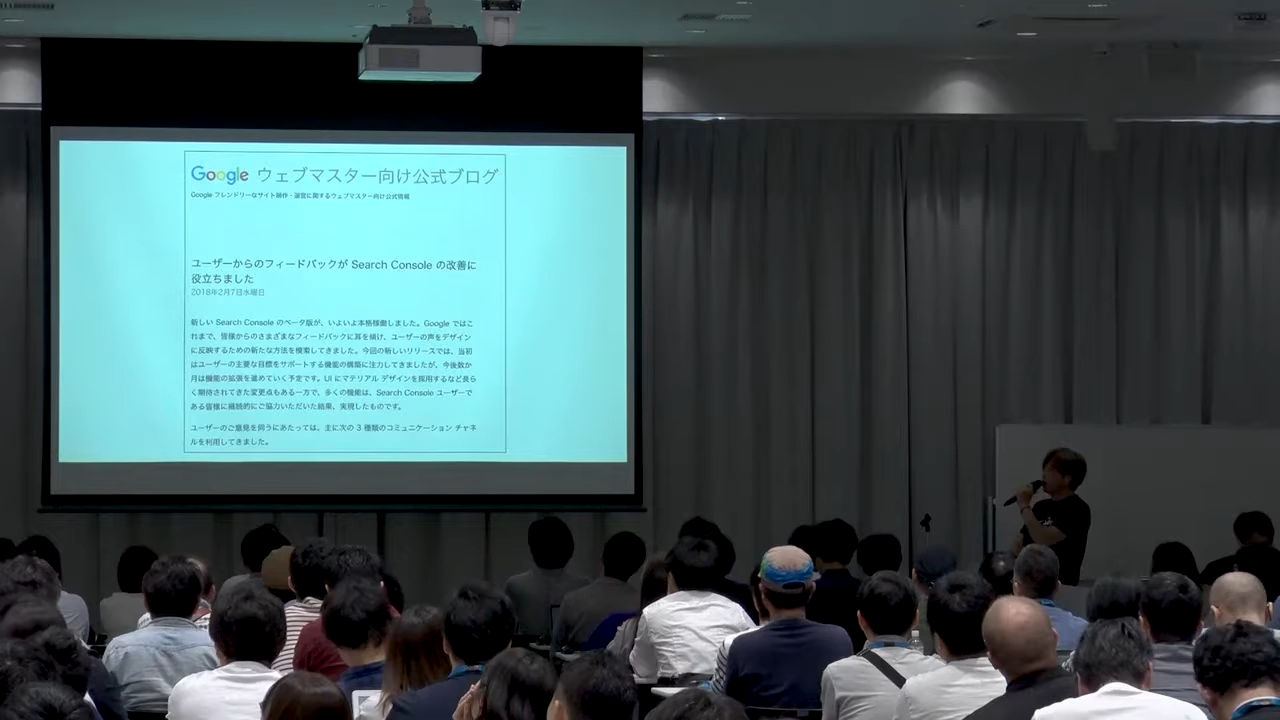 Google ウェブマスター向け公式ブログ
Google フレンドリーなサイト制作・運営に関するウェブマスター向け公式情報
ユーザーからのフィードバックが Search Console の改善に
役立ちました
2018年2月7日水曜日
新しい Search Console のベータ版が、いよいよ本格稼働しました。Google ではこ
れまで、皆様からのさまざまなフィードバックに耳を傾け、ユーザーの声をデザイン
に反映するための新たな方法を模索してきました。今回の新しいリリースでは、当初
はユーザーの主要な目標をサポートする機能の構築に注力してきましたが、今後数か
月は機能の拡張を進めていく予定です。UI にマテリアル デザインを採用するなど長ら
く期待されてきた変更点もある一方で、多くの機能は、Search Console ユーザーで
ある皆様に継続的にご協力いただいた結果、実現したものです。
ユーザーのご意見を伺うにあたっては、主に次の 3 種類のコミュニケーション チャネ
ルを利用してきました。